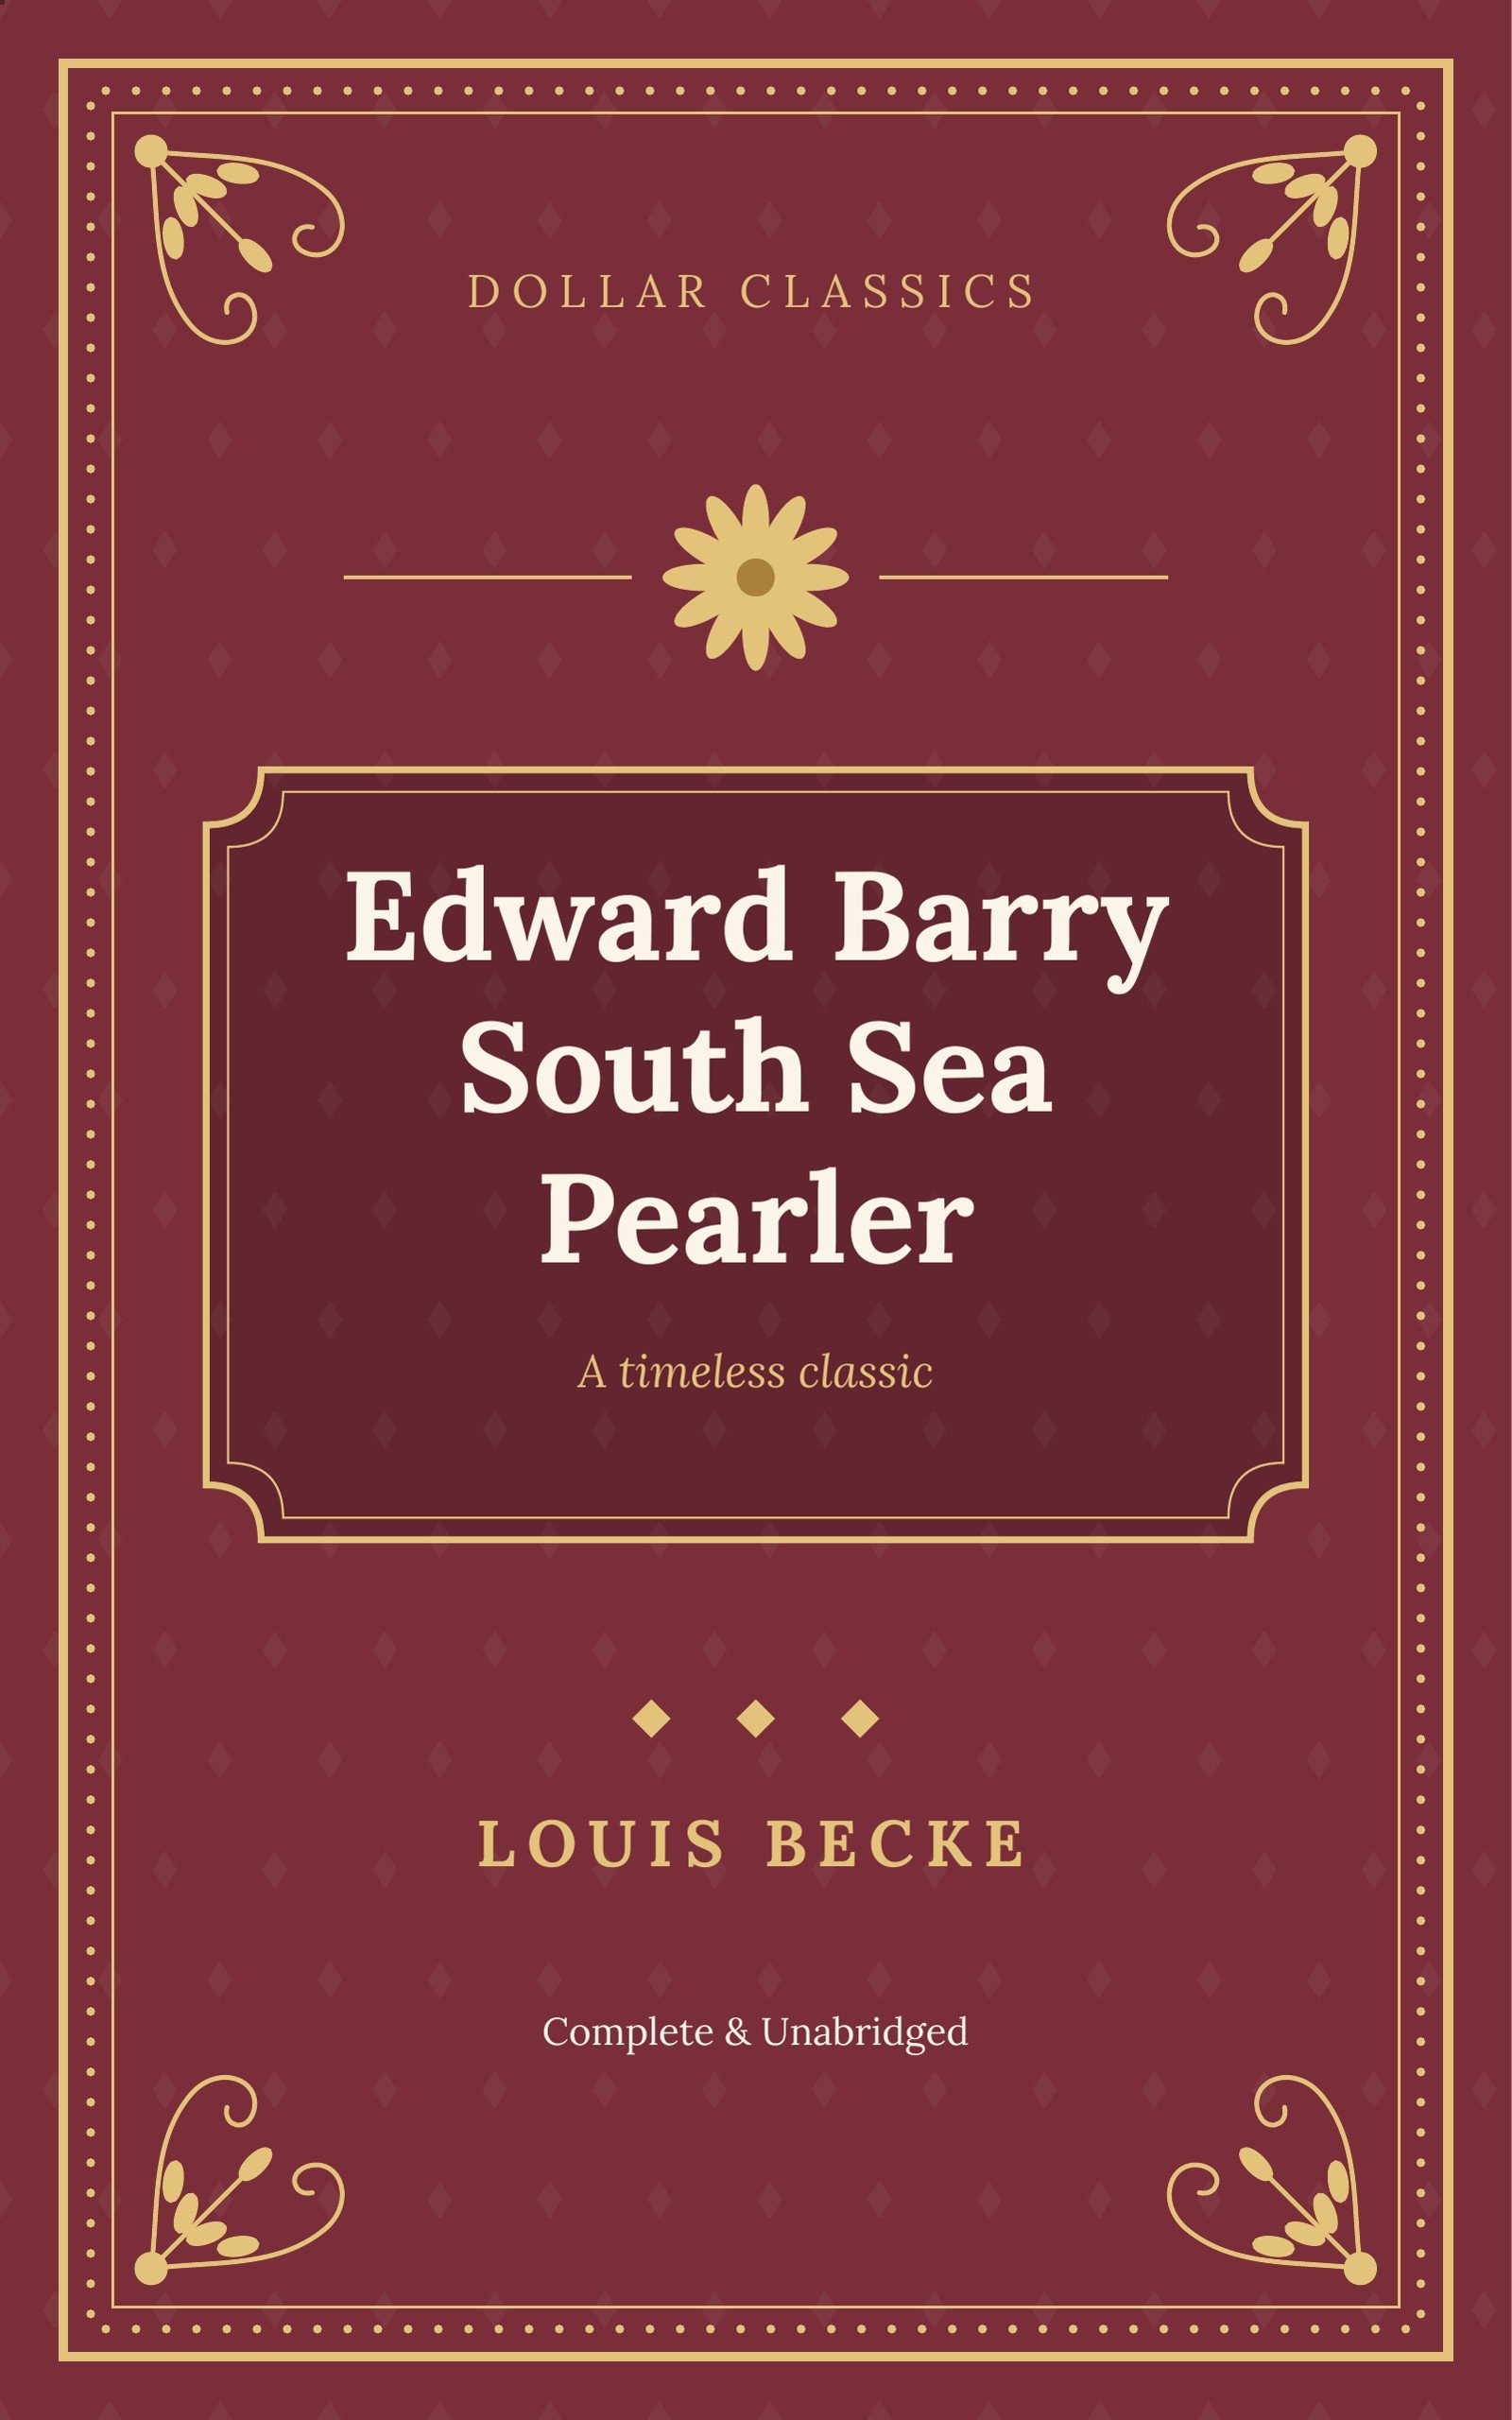 DOLLAR CLASSICS
Edward Barry
South Sea
Pearler
A timeless classic
LOUIS BECKE
Complete & Unabridged